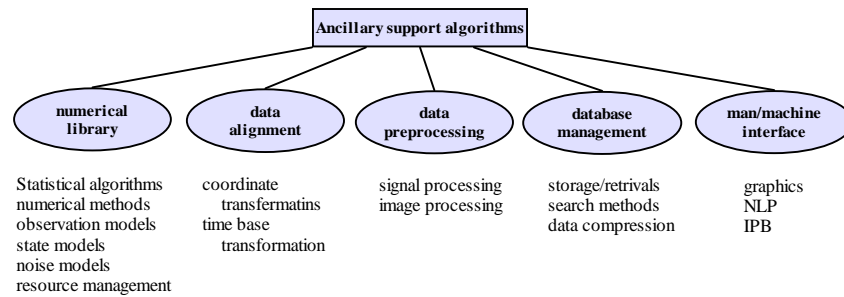 Ancillary support algorithms
numerical
library
data
alignment
data
preprocessing
database
management
man/machine
interface
Statistical algorithms
numerical methods
observation models
state models
noise models
resource management
coordinate
transfermatins
time base
transformation
signal processing
image processing
storage/retrivals
search methods
data compression
graphics
NLP
IPB